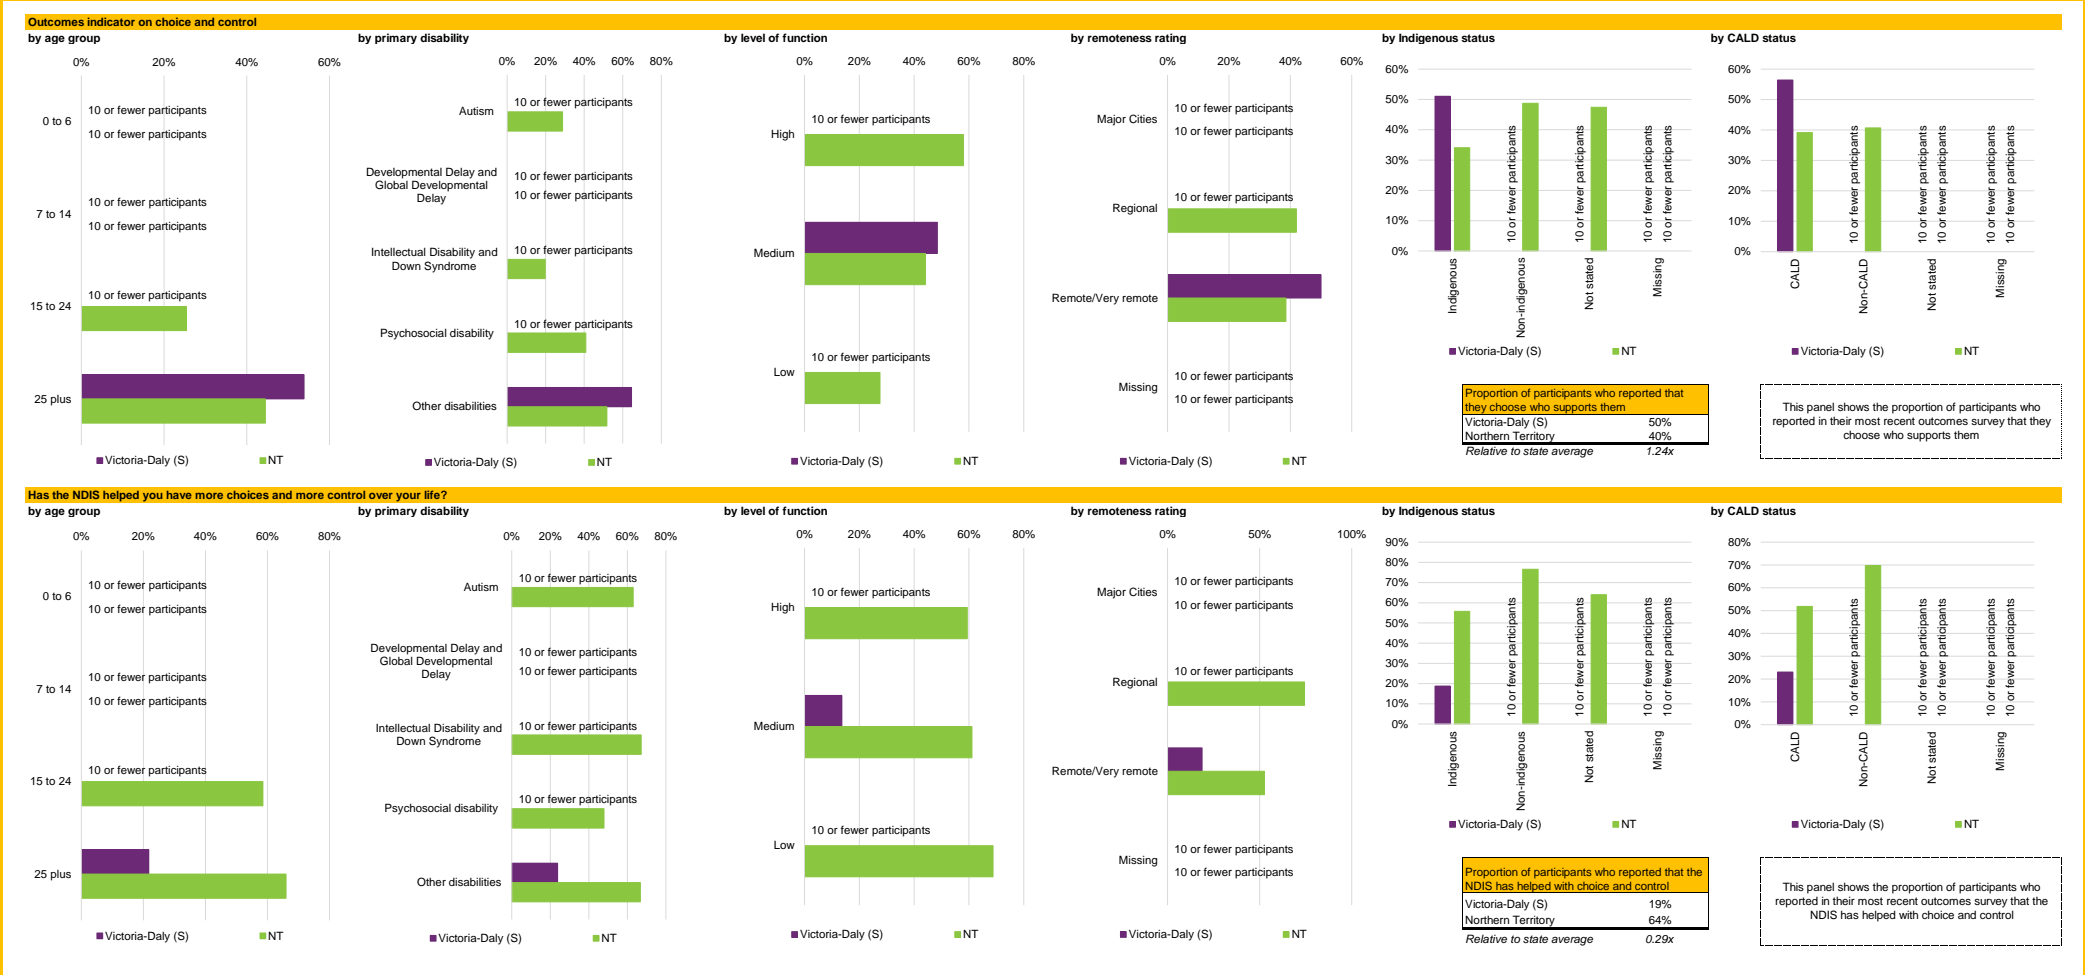 Outcomes indicator on choice and control
by age group
0% 20% 40% 60%
0 to 6
10 or fewer participants
10 or fewer participants
7 to 14
10 or fewer participants
10 or fewer participants
15 to 24
10 or fewer participants
25 plus
Victoria-Daly (S) NT
by primary disability
0% 20% 40% 60% 80%
Autism
10 or fewer participants
Developmental Delay and
Global Developmental
Delay
10 or fewer participants
10 or fewer participants
Intellectual Disability and
Down Syndrome
10 or fewer participants
Psychosocial disability
10 or fewer participants
Other disabilities
Victoria-Daly (S) NT
by level of function
0% 20% 40% 60% 80%
High
10 or fewer participants
Medium
Low
10 or fewer participants
Victoria-Daly (S) NT
by remoteness rating
0% 20% 40% 60%
Major Cities
10 or fewer participants
10 or fewer participants
Regional
10 or fewer participants
Remote/Very remote
Missing
10 or fewer participants
10 or fewer participants
Victoria-Daly (S) NT
by Indigenous status
60%
50%
40%
30%
20%
10%
0%
10 or fewer participants
10 or fewer participants
10 or fewer participants
10 or fewer participants
Indigenous
Non-indigenous
Not stated
Missing
Victoria-Daly (S) NT
Proportion of participants who reported that
they choose who supports them
Victoria-Daly (S) 50%
Northern Territory 40%
Relative to state average 1.24x
by CALD status
60%
50%
40%
30%
20%
10%
0%
10 or fewer participants
10 or fewer participants
10 or fewer participants
10 or fewer participants
10 or fewer participants
CALD
Non-CALD
Not stated
Missing
Victoria-Daly (S) NT
This panel shows the proportion of participants who
reported in their most recent outcomes survey that they
choose who supports them
Has the NDIS helped you have more choices and more control over your life?
by age group
0% 20% 40% 60% 80%
0 to 6
10 or fewer participants
10 or fewer participants
7 to 14
10 or fewer participants
10 or fewer participants
15 to 24
10 or fewer participants
25 plus
Victoria-Daly (S) NT
by primary disability
0% 20% 40% 60% 80%
Autism
10 or fewer participants
Developmental Delay and
Global Developmental
Delay
10 or fewer participants
10 or fewer participants
Intellectual Disability and
Down Syndrome
10 or fewer participants
Psychosocial disability
10 or fewer participants
Other disabilities
Victoria-Daly (S) NT
by level of function
0% 20% 40% 60% 80%
High
10 or fewer participants
Medium
Low
10 or fewer participants
Victoria-Daly (S) NT
by remoteness rating
0% 50% 100%
Major Cities
10 or fewer participants
10 or fewer participants
Regional
10 or fewer participants
Remote/Very remote
Missing
10 or fewer participants
10 or fewer participants
Victoria-Daly (S) NT
by Indigenous status
90%
80%
70%
60%
50%
40%
30%
20%
10%
0%
10 or fewer participants
10 or fewer participants
10 or fewer participants
10 or fewer participants
Indigenous
Non-indigenous
Not stated
Missing
Victoria-Daly (S) NT
Proportion of participants who reported that the
NDIS has helped with choice and control
Victoria-Daly (S) 19%
Northern Territory 64%
Relative to state average 0.29x
by CALD status
80%
70%
60%
50%
40%
30%
20%
10%
0%
10 or fewer participants
10 or fewer participants
10 or fewer participants
10 or fewer participants
10 or fewer participants
CALD
Non-CALD
Not stated
Missing
Victoria-Daly (S) NT
This panel shows the proportion of participants who
reported in their most recent outcomes survey that the
NDIS has helped with choice and control